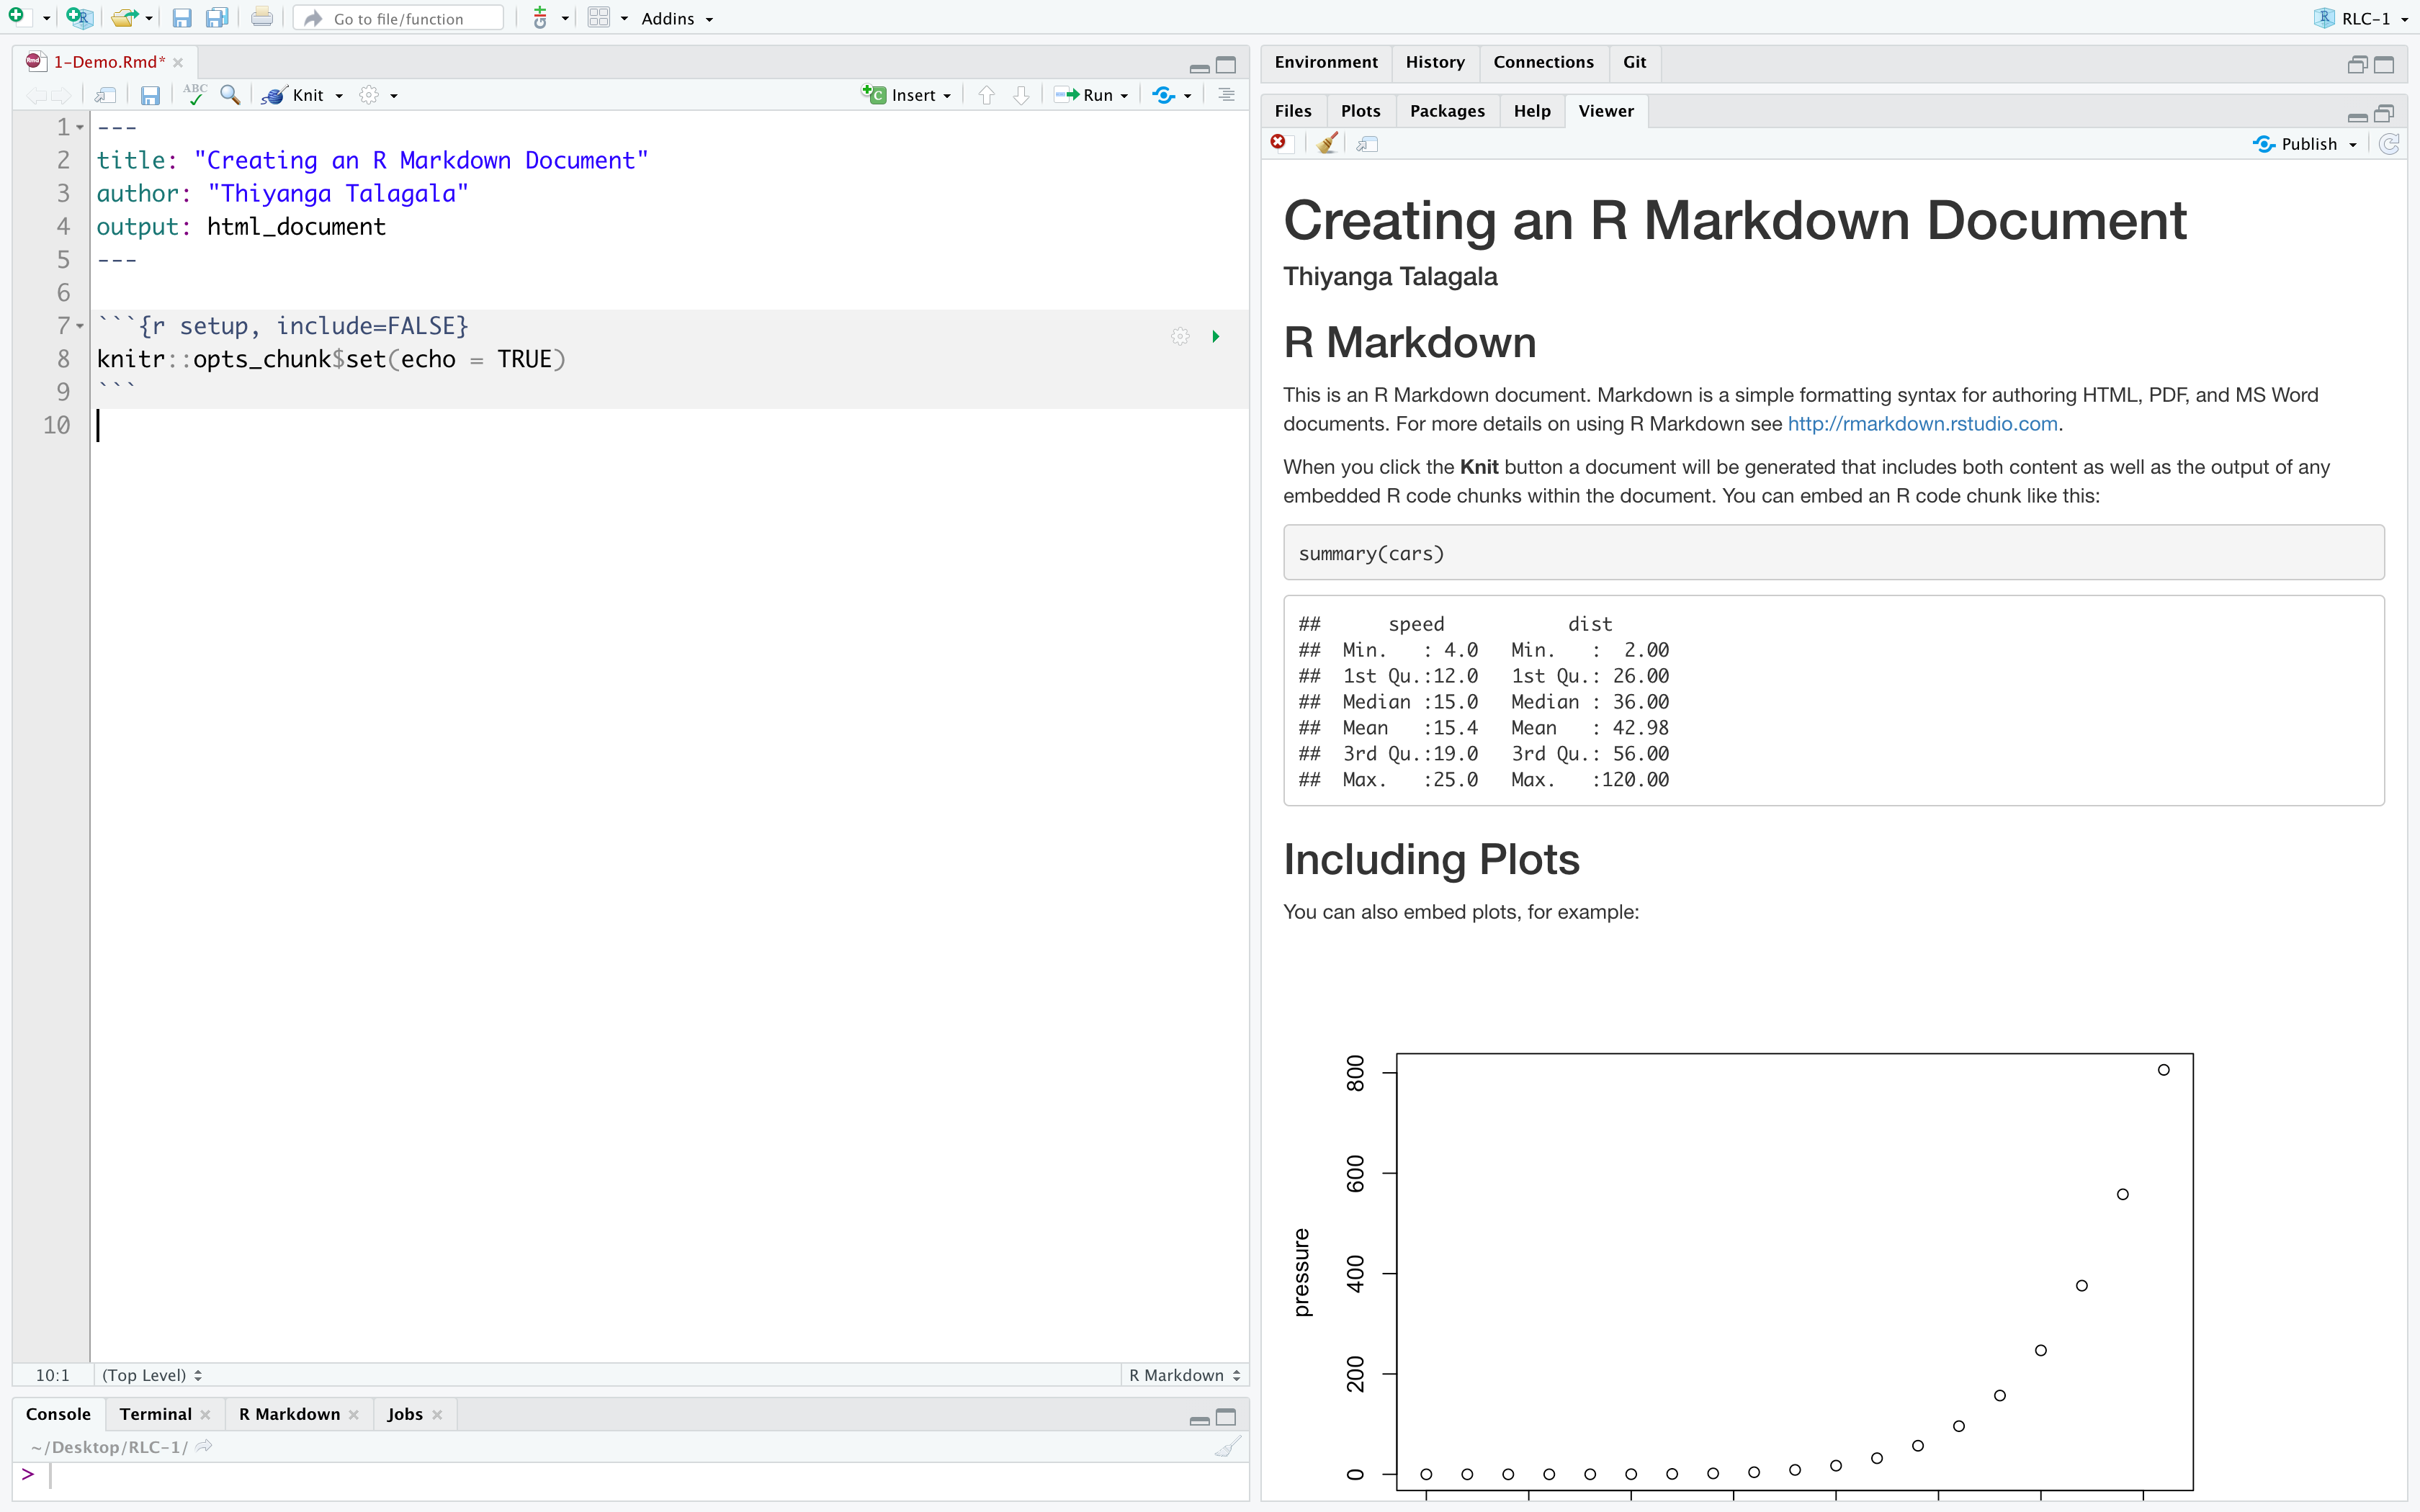 Go to file/function
Addins
RLC-1
1-Demo.Rmd*
ABC
Knit
Insert
Run
1 ---
2 title: "Creating an R Markdown Document"
3 author: "Thiyanga Talagala"
4 output: html_document
5 ---
6
7 ```{r setup, include=FALSE}
8 knitr::opts_chunk$set(echo = TRUE)
9 ```
10
10:1 (Top Level) R Markdown
Console Terminal R Markdown Jobs
~/Desktop/RLC-1/
>
Environment History Connections Git
Files Plots Packages Help Viewer
Publish
Creating an R Markdown Document
Thiyanga Talagala
R Markdown
This is an R Markdown document. Markdown is a simple formatting syntax for authoring HTML, PDF, and MS Word
documents. For more details on using R Markdown see http://rmarkdown.rstudio.com.
When you click the Knit button a document will be generated that includes both content as well as the output of any
embedded R code chunks within the document. You can embed an R code chunk like this:
summary(cars)
##      speed           dist
##  Min.   : 4.0   Min.   :  2.00
##  1st Qu.:12.0   1st Qu.: 26.00
##  Median :15.0   Median : 36.00
##  Mean   :15.4   Mean   : 42.98
##  3rd Qu.:19.0   3rd Qu.: 56.00
##  Max.   :25.0   Max.   :120.00
Including Plots
You can also embed plots, for example:
800
600
400
200
0
pressure